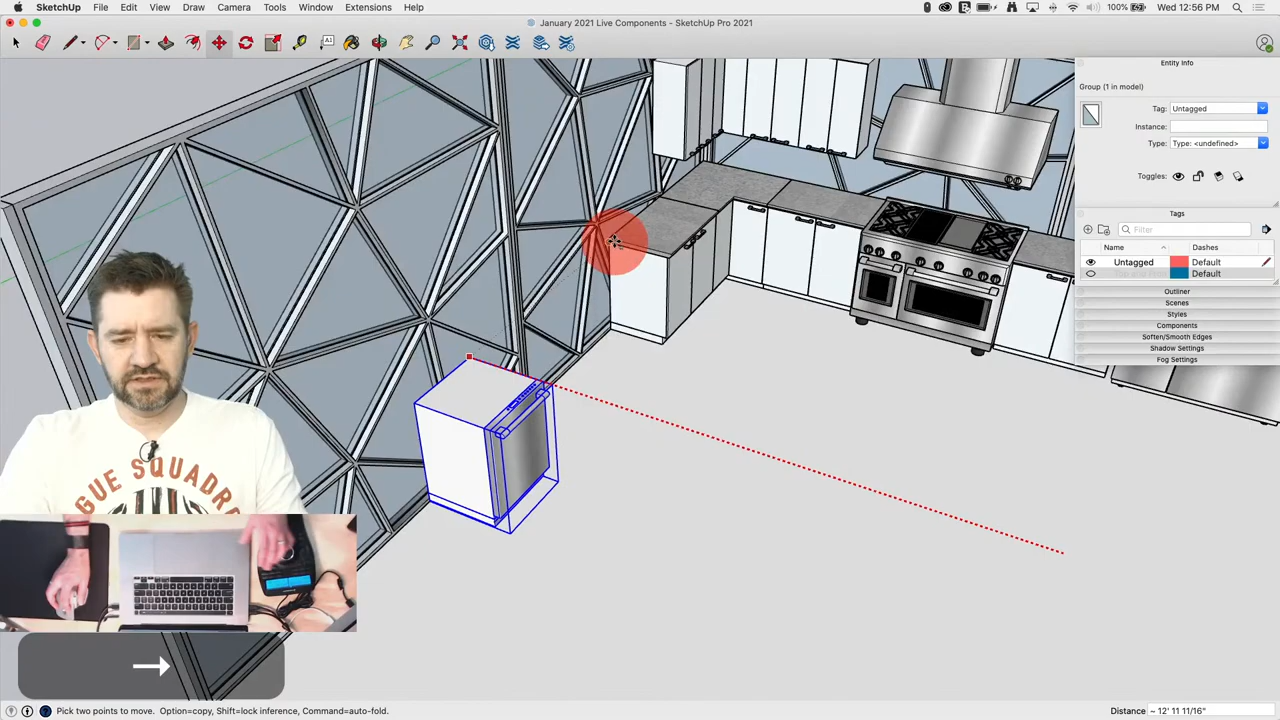 SketchUp File Edit View Draw Camera Tools Window Extensions Help
100% Wed 12:56 PM
January 2021 Live Components - SketchUp Pro 2021
Entity Info
Group (1 in model)
Tag: Untagged
Instance:
Type: Type: <undefined>
Toggles:
Tags
Filter
Name Dashes
Untagged Default
Default
Outliner
Scenes
Styles
Components
Soften/Smooth Edges
Shadow Settings
Fog Settings
GUE SQUADR
Pick two points to move. Option=copy, Shift=lock inference, Command=auto-fold.
Distance ~ 12' 11 11/16"